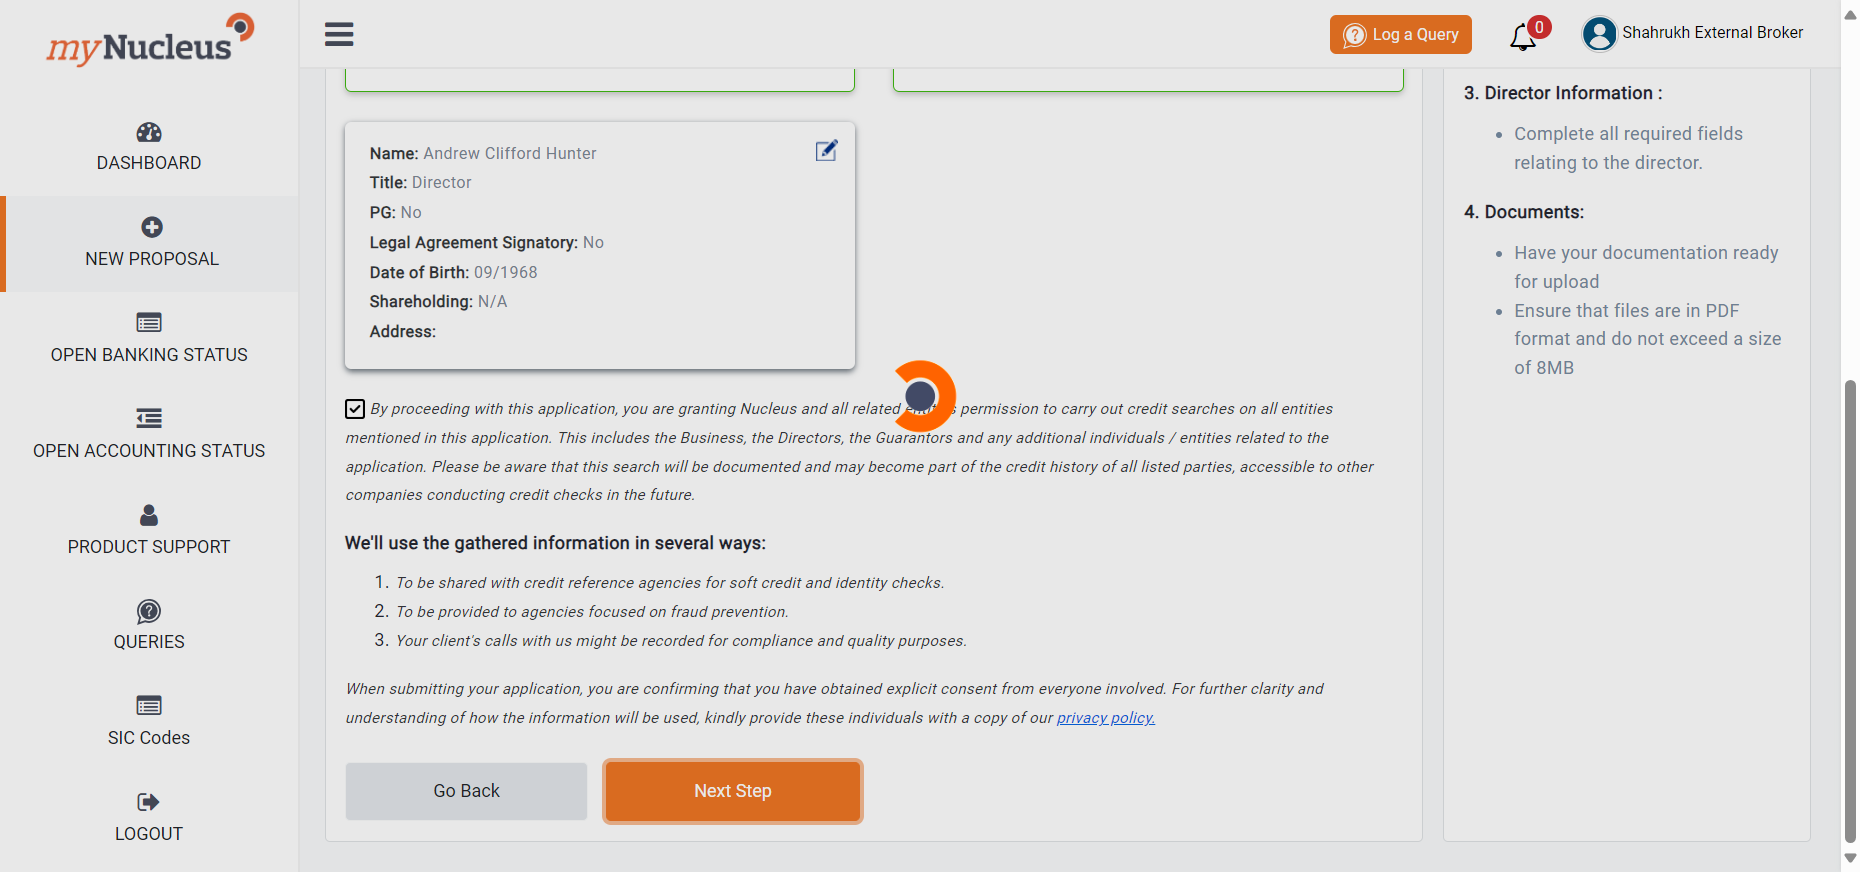 myNucleus
Log a Query
0
Shahrukh External Broker
DASHBOARD
NEW PROPOSAL
OPEN BANKING STATUS
OPEN ACCOUNTING STATUS
PRODUCT SUPPORT
QUERIES
SIC Codes
LOGOUT
Name: Andrew Clifford Hunter
Title: Director
PG: No
Legal Agreement Signatory: No
Date of Birth: 09/1968
Shareholding: N/A
Address:
By proceeding with this application, you are granting Nucleus and all related permission to carry out credit searches on all entities
mentioned in this application. This includes the Business, the Directors, the Guarantors and any additional individuals / entities related to the
application. Please be aware that this search will be documented and may become part of the credit history of all listed parties, accessible to other
companies conducting credit checks in the future.
We'll use the gathered information in several ways:
1. To be shared with credit reference agencies for soft credit and identity checks.
2. To be provided to agencies focused on fraud prevention.
3. Your client's calls with us might be recorded for compliance and quality purposes.
When submitting your application, you are confirming that you have obtained explicit consent from everyone involved. For further clarity and
understanding of how the information will be used, kindly provide these individuals with a copy of our privacy policy.
Go Back
Next Step
3. Director Information :
• Complete all required fields
relating to the director.
4. Documents:
• Have your documentation ready
for upload
• Ensure that files are in PDF
format and do not exceed a size
of 8MB